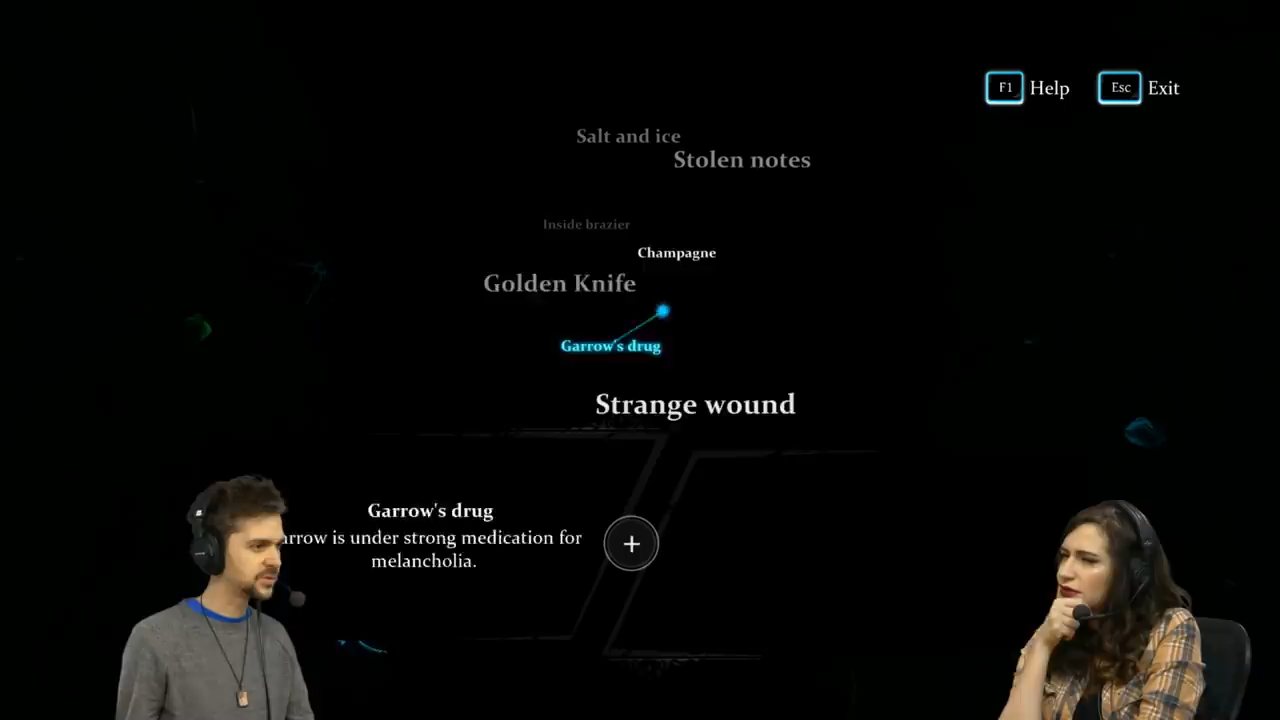 F1 Help Esc Exit
Salt and ice
Stolen notes
Inside brazier
Champagne
Golden Knife
Garrow's drug
Strange wound
Garrow's drug
arrow is under strong medication for
melancholia.